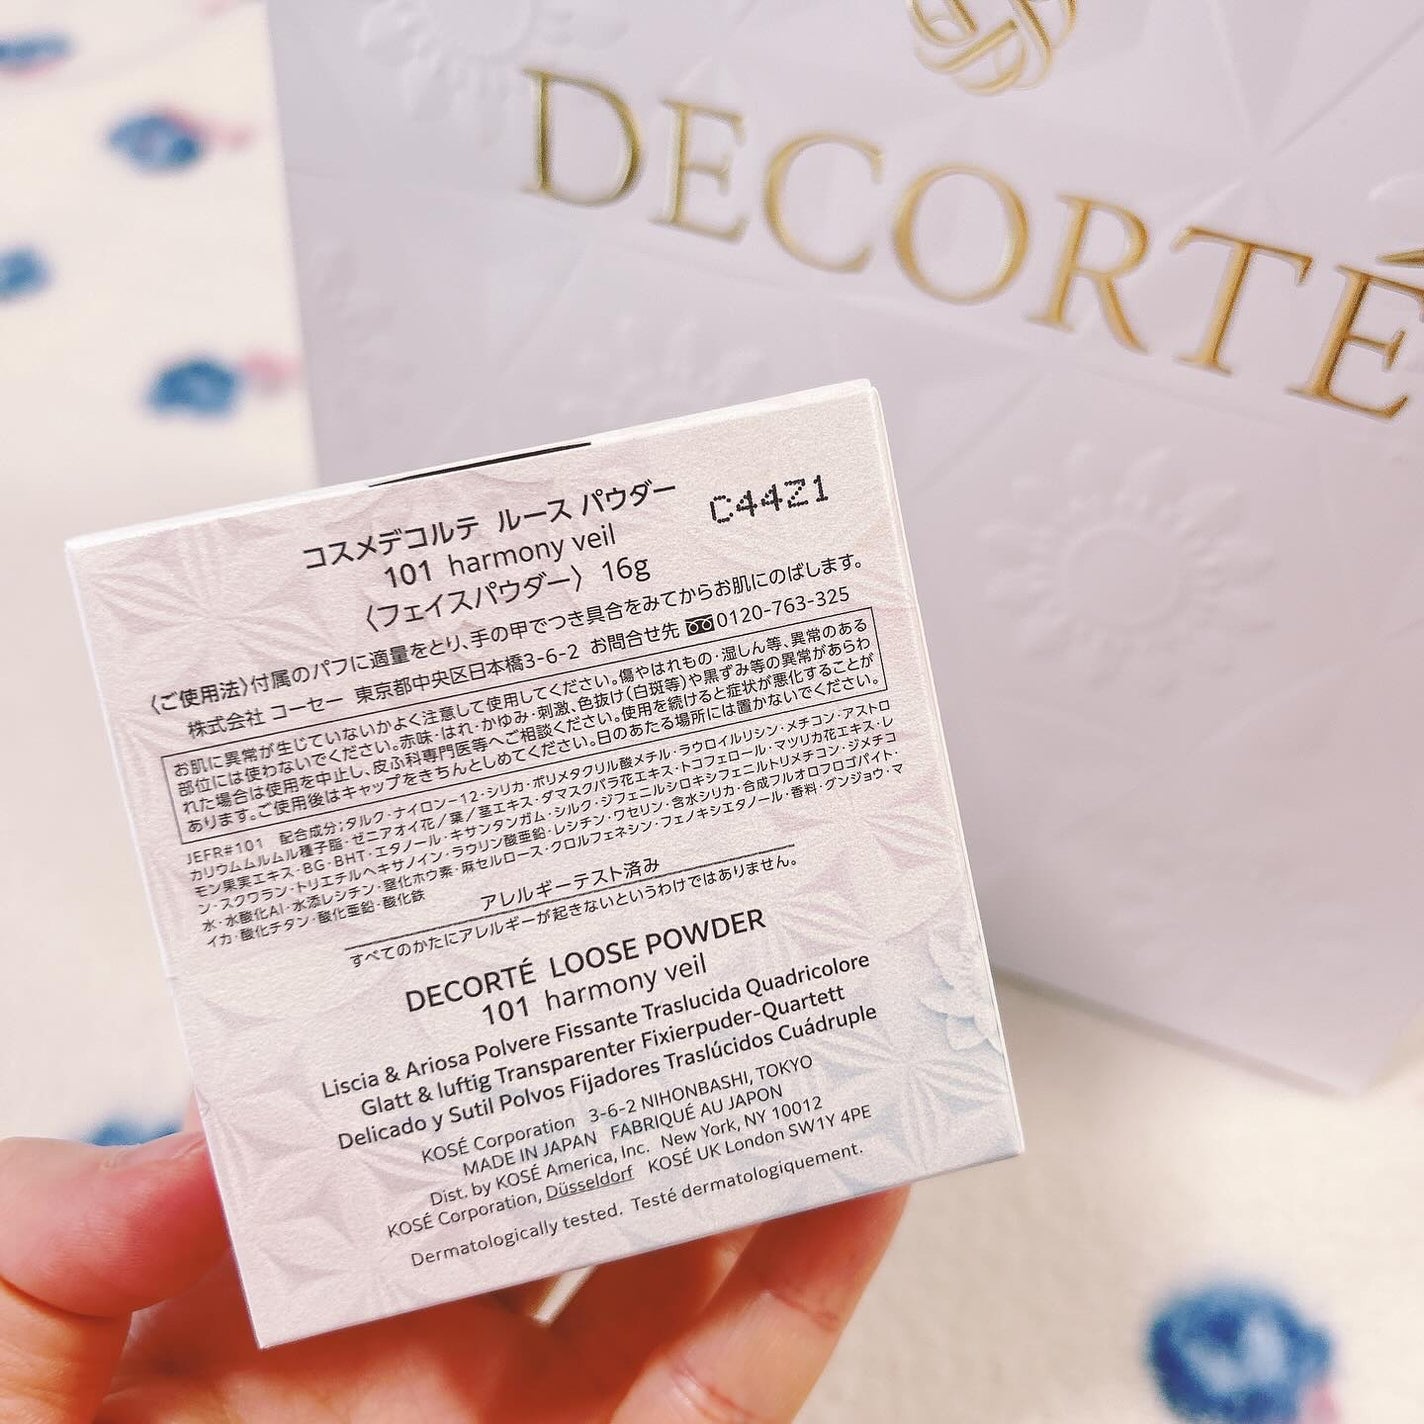 DECORTÉ
コスメデコルテ ルース パウダー
C44Z1
101 harmony veil
〈フェイスパウダー〉 16g
〈ご使用法〉付属のパフに適量をとり、手の甲でつき具合をみてからお肌にのばします。
株式会社 コーセー 東京都中央区日本橋3-6-2 お問合せ先 0120-763-325
お肌に異常が生じていないかよく注意して使用してください。傷やはれもの・湿しん等、異常のある
部位には使わないでください。赤味・はれ・かゆみ・刺激、色抜け(白斑等)や黒ずみ等の異常があらわ
れた場合は使用を中止し、皮ふ科専門医等へご相談ください。使用を続けると症状が悪化することが
あります。ご使用後はキャップをきちんとしめてください。日のあたる場所には置かないでください。
JEFR#101 配合成分:タルク・ナイロン-12・シリカ・ポリメタクリル酸メチル・ラウロイルリシン・メチコン・アストロ
カリウムムルムル種子脂・ゼニアオイ花/葉/茎エキス・ダマスクバラ花エキス・トコフェロール・マツリカ花エキス・レ
モン果実エキス・BG・BHT・エタノール・キサンタンガム・シルク・ジフェニルシロキシフェニルトリメチコン・ジメチコ
ン・スクワラン・トリエチルヘキサノイン・ラウリン酸亜鉛・レシチン・ワセリン・含水シリカ・合成フルオロフロゴパイト・
水・水酸化Al・水添レシチン・窒化ホウ素・麻セルロース・クロルフェネシン・フェノキシエタノール・香料・グンジョウ・マ
イカ・酸化チタン・酸化亜鉛・酸化鉄
アレルギーテスト済み
すべてのかたにアレルギーが起きないというわけではありません。
DECORTÉ LOOSE POWDER
101 harmony veil
Liscia & Ariosa Polvere Fissante Traslucida Quadricolore
Glatt & luftig Transparenter Fixierpuder-Quartett
Delicado y Sutil Polvos Fijadores Traslúcidos Cuádruple
KOSÉ Corporation 3-6-2 NIHONBASHI, TOKYO
MADE IN JAPAN FABRIQUÉ AU JAPON
Dist. by KOSÉ America, Inc. New York, NY 10012
KOSÉ Corporation, Düsseldorf KOSÉ UK London SW1Y 4PE
Dermatologically tested. Testé dermatologiquement.